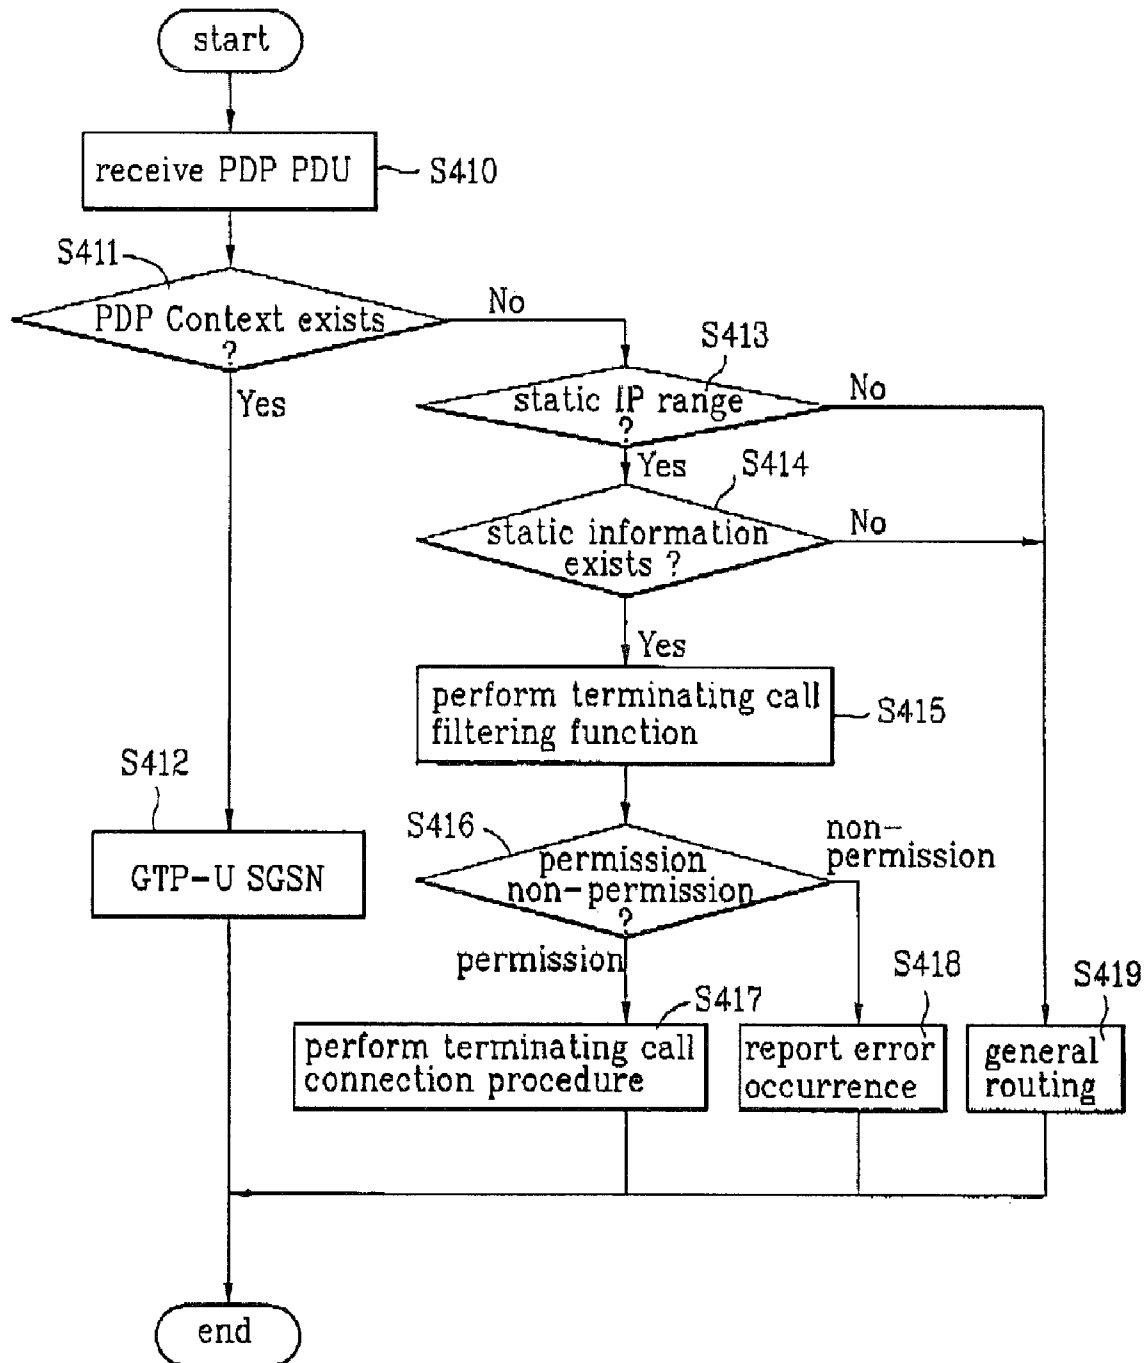 start
receive PDP PDU
S410
S411
PDP Context exists
?
No
Yes
S413
static IP range
?
No
Yes
S414
static information
exists ?
No
Yes
perform terminating call
filtering function
S415
S412
GTP-U SGSN
S416
permission
non-permission
?
non-
permission
permission
S417
perform terminating call
connection procedure
S418
report error
occurrence
S419
general
routing
end